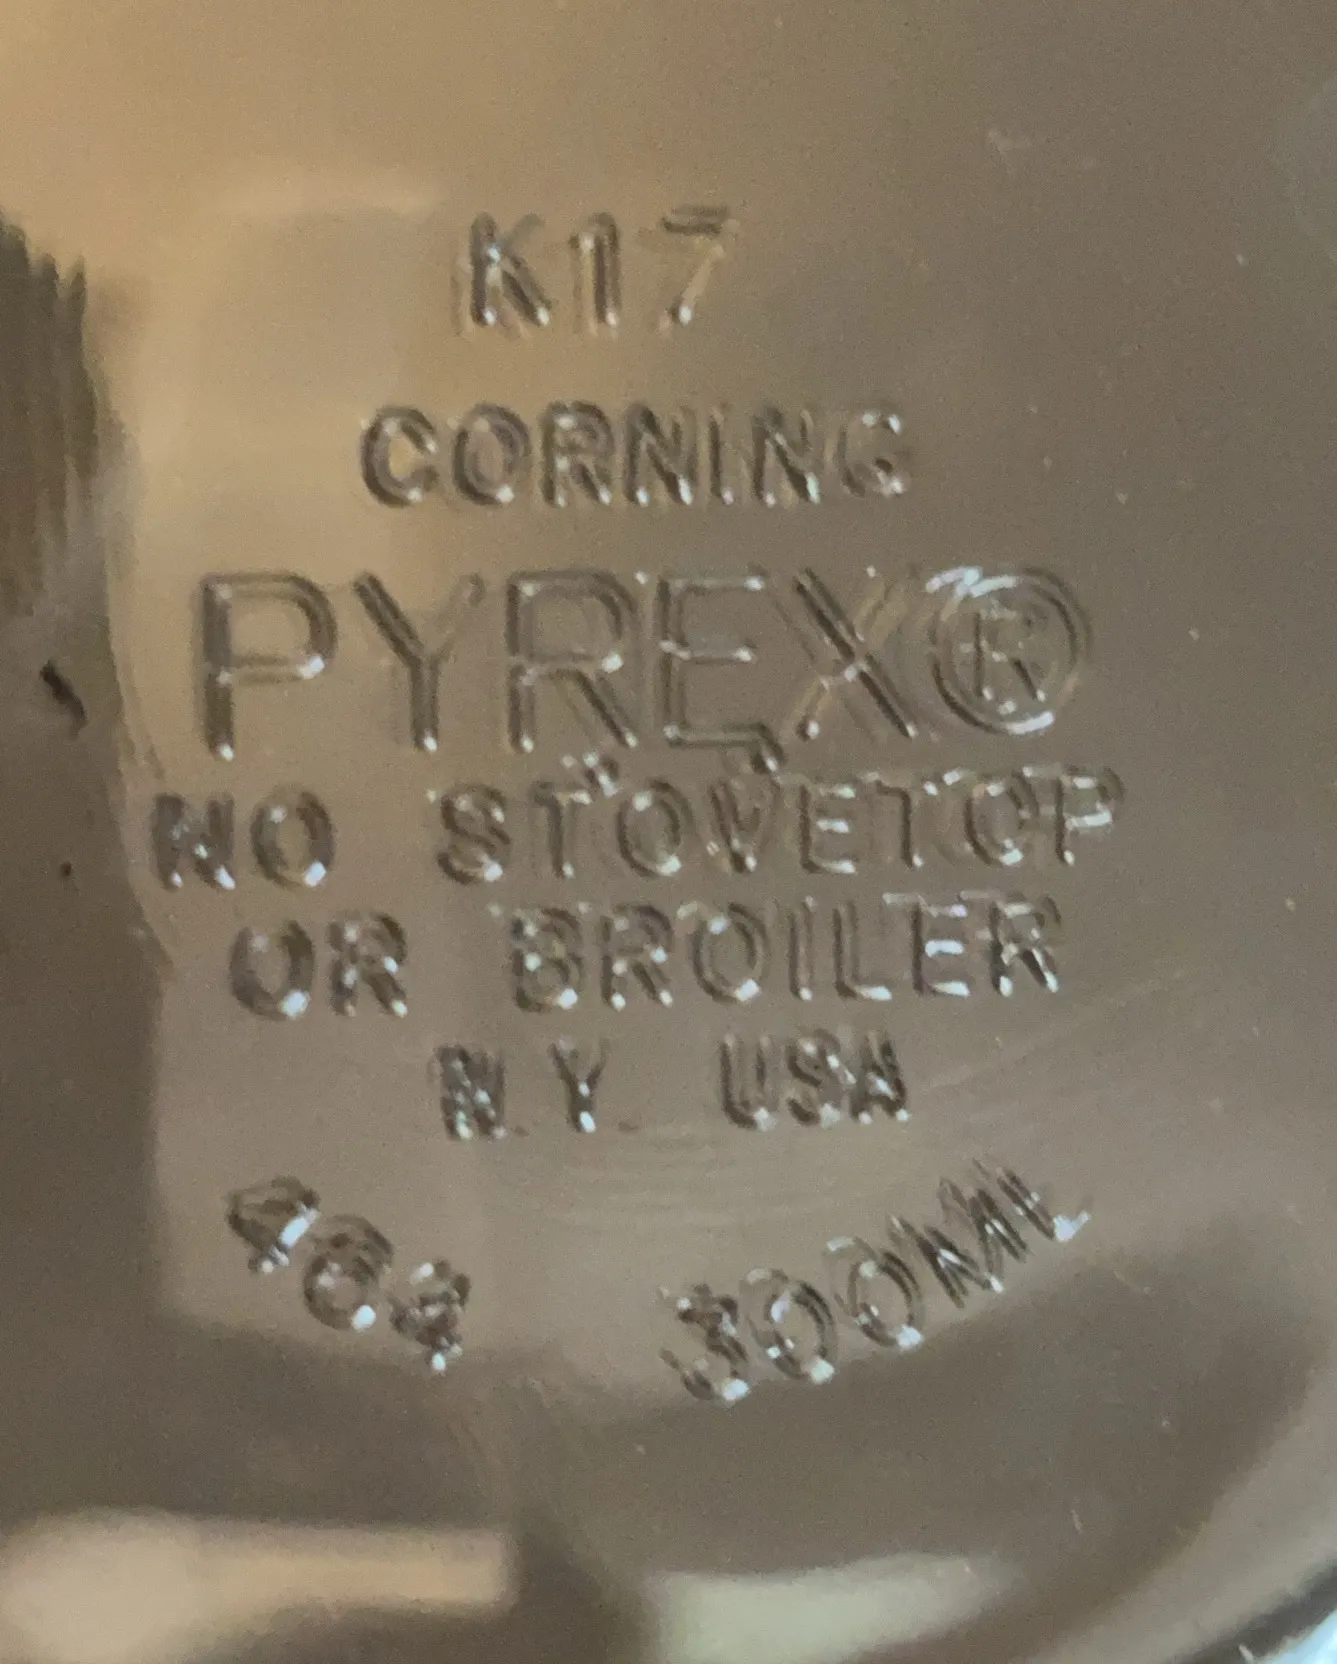 K17
CORNING
PYREX®
NO STOVETOP
OR BROILER
N.Y. USA
464 300ML